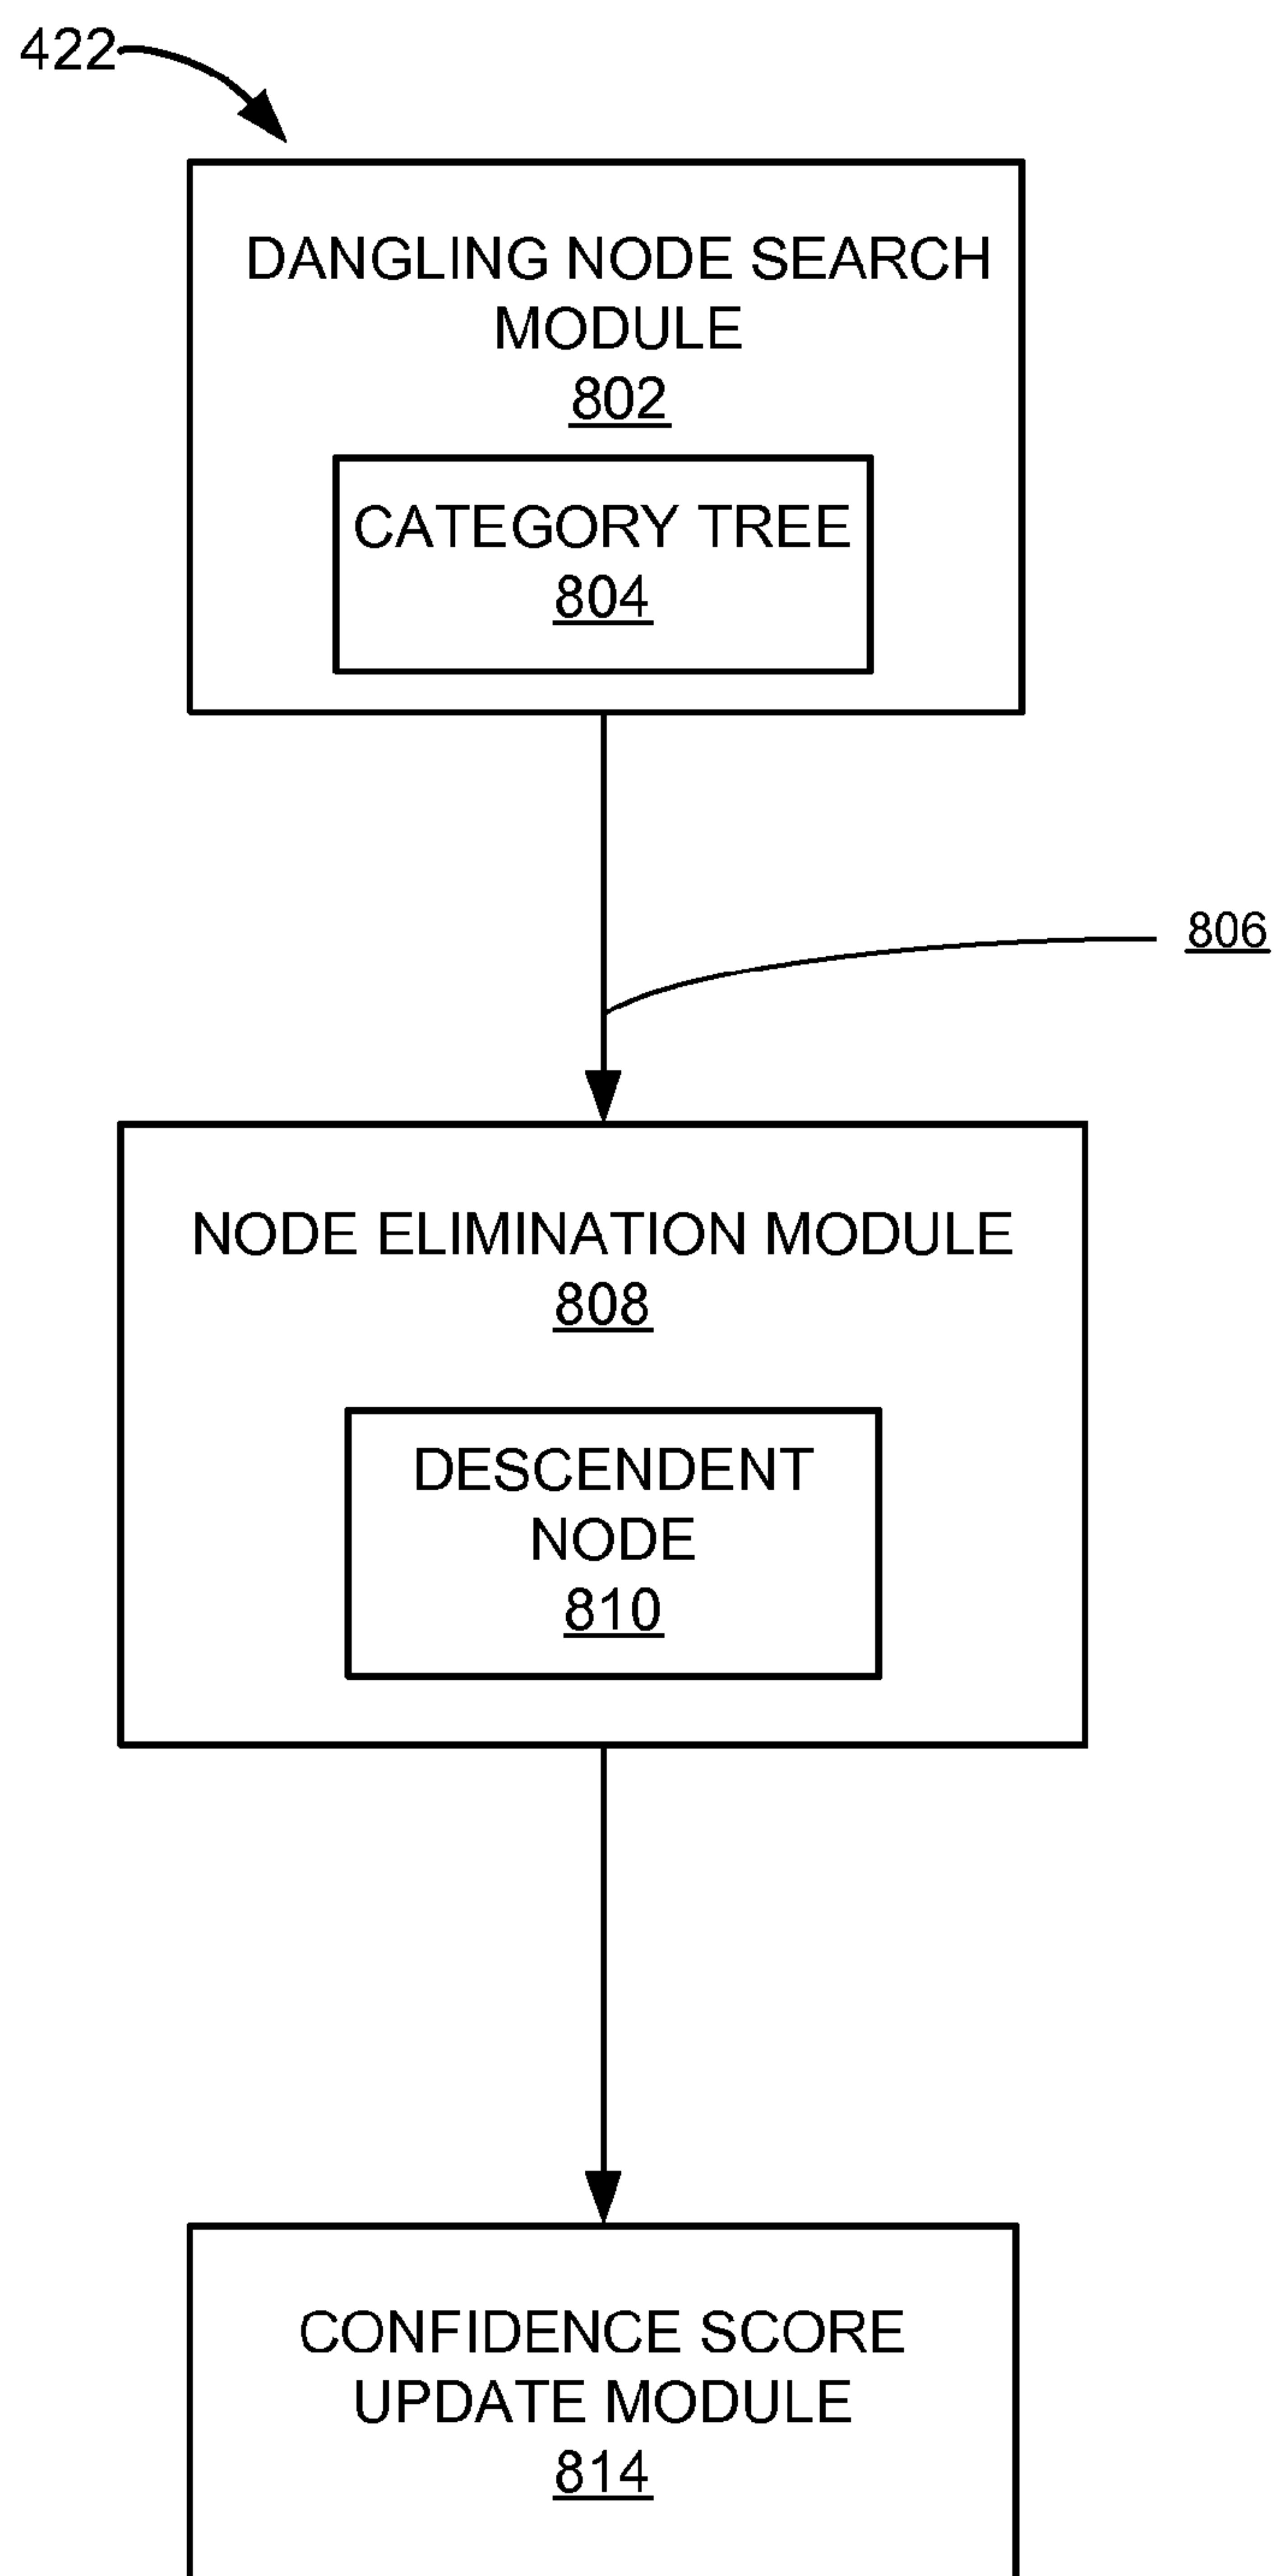 422
DANGLING NODE SEARCH
MODULE
802
CATEGORY TREE
804
806
NODE ELIMINATION MODULE
808
DESCENDENT
NODE
810
CONFIDENCE SCORE
UPDATE MODULE
814